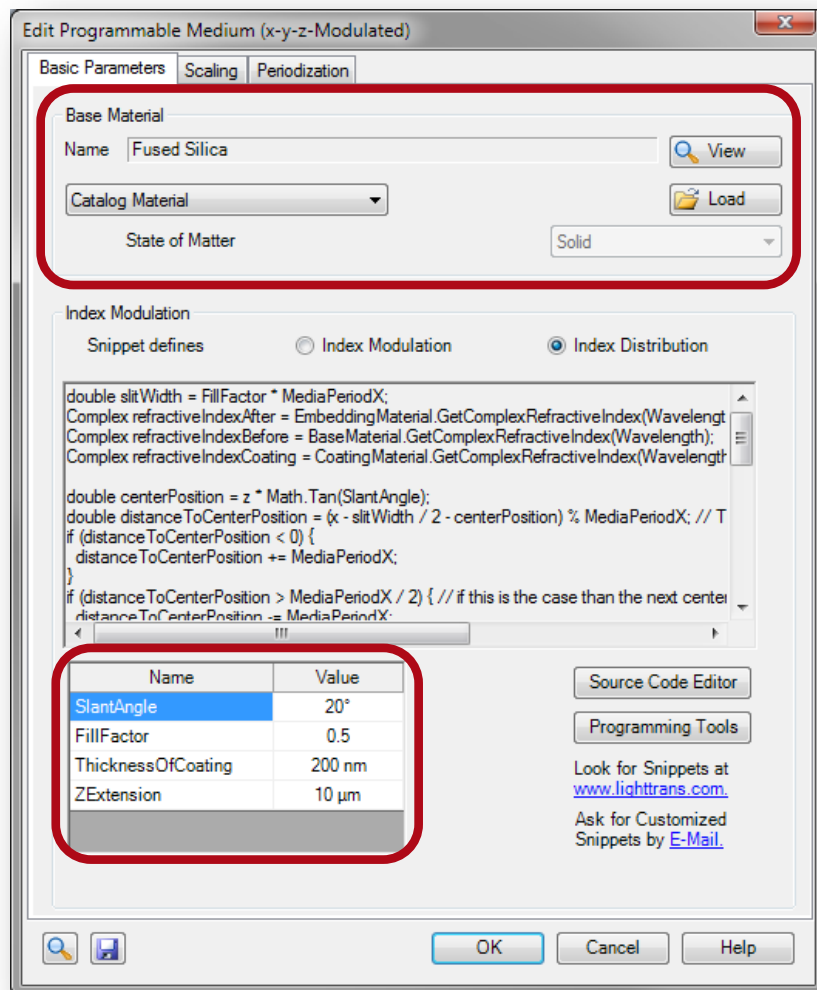 Edit Programmable Medium (x-y-z-Modulated)
Basic Parameters Scaling Periodization
Base Material
Name Fused Silica View
Catalog Material Load
State of Matter Solid
Index Modulation
Snippet defines Index Modulation Index Distribution
double slitWidth = FillFactor * MediaPeriodX;
Complex refractiveIndexAfter = EmbeddingMaterial.GetComplexRefractiveIndex(Wavelengt
Complex refractiveIndexBefore = BaseMaterial.GetComplexRefractiveIndex(Wavelength);
Complex refractiveIndexCoating = CoatingMaterial.GetComplexRefractiveIndex(Wavelength
double centerPosition = z * Math.Tan(SlantAngle);
double distanceToCenterPosition = (x - slitWidth / 2 - centerPosition) % MediaPeriodX; // T
if (distanceToCenterPosition < 0) {
distanceToCenterPosition += MediaPeriodX;
}
if (distanceToCenterPosition > MediaPeriodX / 2) { // if this is the case than the next center
distanceToCenterPosition -= MediaPeriodX;
Name Value
SlantAngle 20°
FillFactor 0.5
ThicknessOfCoating 200 nm
ZExtension 10 µm
Source Code Editor
Programming Tools
Look for Snippets at
www.lighttrans.com.
Ask for Customized
Snippets by E-Mail.
OK Cancel Help